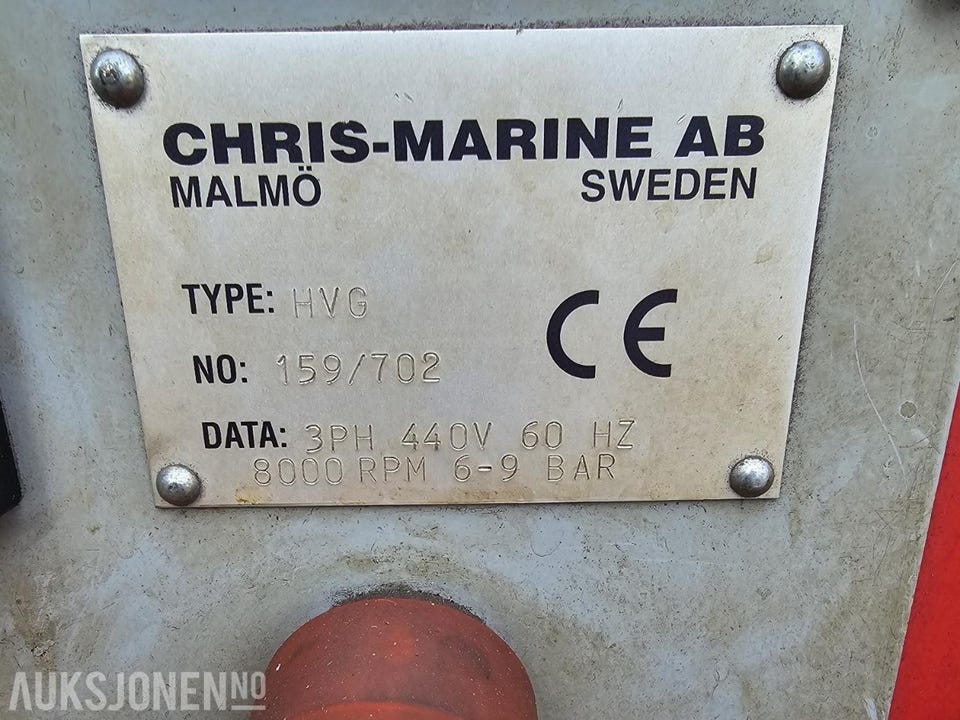 CHRIS-MARINE AB
MALMÖ SWEDEN
TYPE: HVG
CE
NO: 159/702
DATA: 3PH 440V 60 HZ
8000 RPM 6-9 BAR
AUKSJONEN.NO